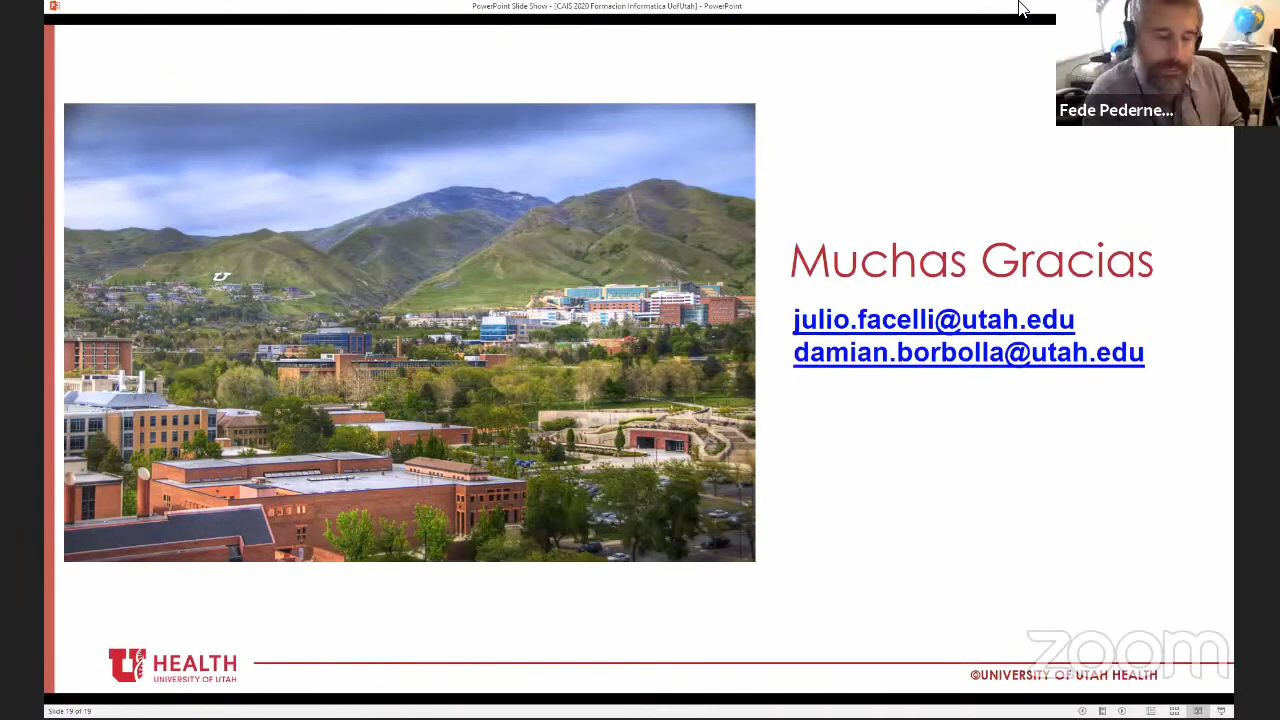 PowerPoint Slide Show - [CAIS 2020 Formacion Informatica UofUtah] - PowerPoint
Fede Pederne...
U
Muchas Gracias
julio.facelli@utah.edu
damian.borbolla@utah.edu
U HEALTH
UNIVERSITY OF UTAH
©UNIVERSITY OF UTAH HEALTH
zoom
Slide 19 of 19